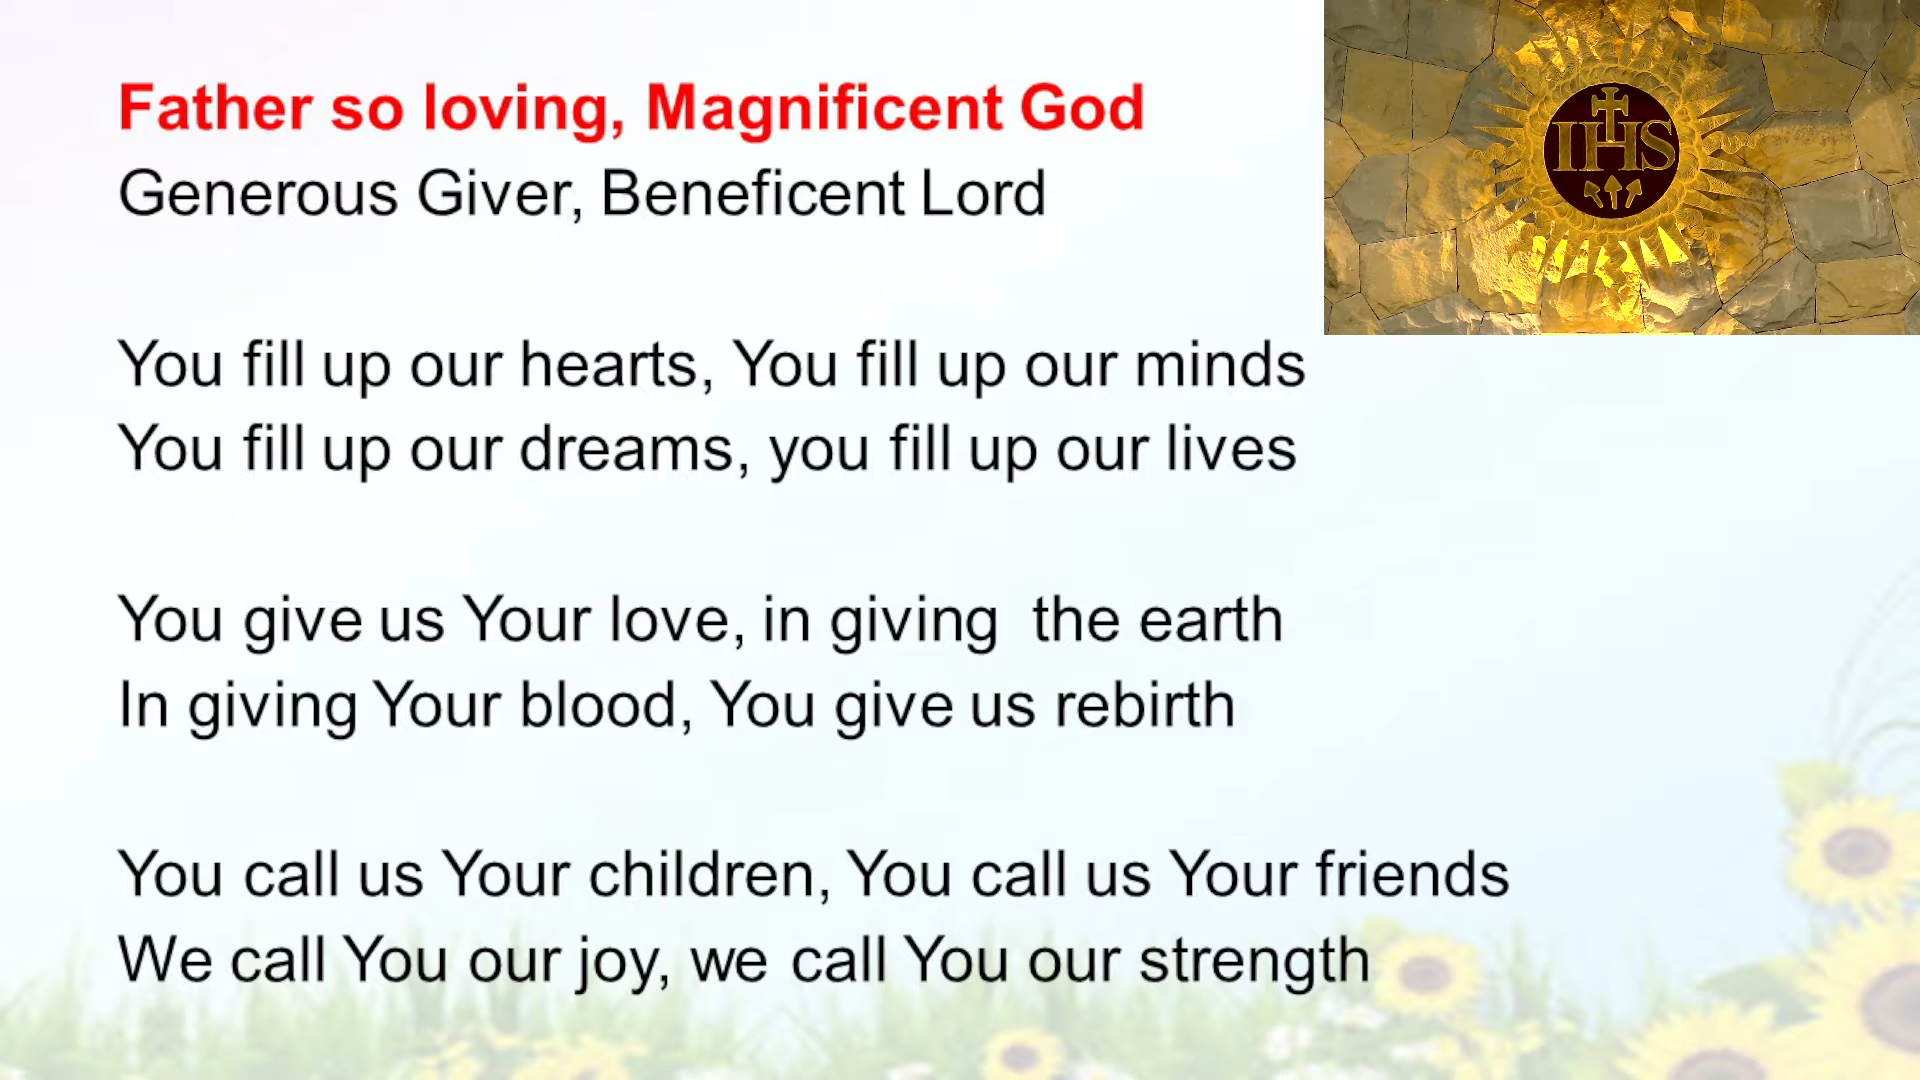 Father so loving, Magnificent God
Generous Giver, Beneficent Lord
You fill up our hearts, You fill up our minds
You fill up our dreams, you fill up our lives
You give us Your love, in giving  the earth
In giving Your blood, You give us rebirth
You call us Your children, You call us Your friends
We call You our joy, we call You our strength
IHS